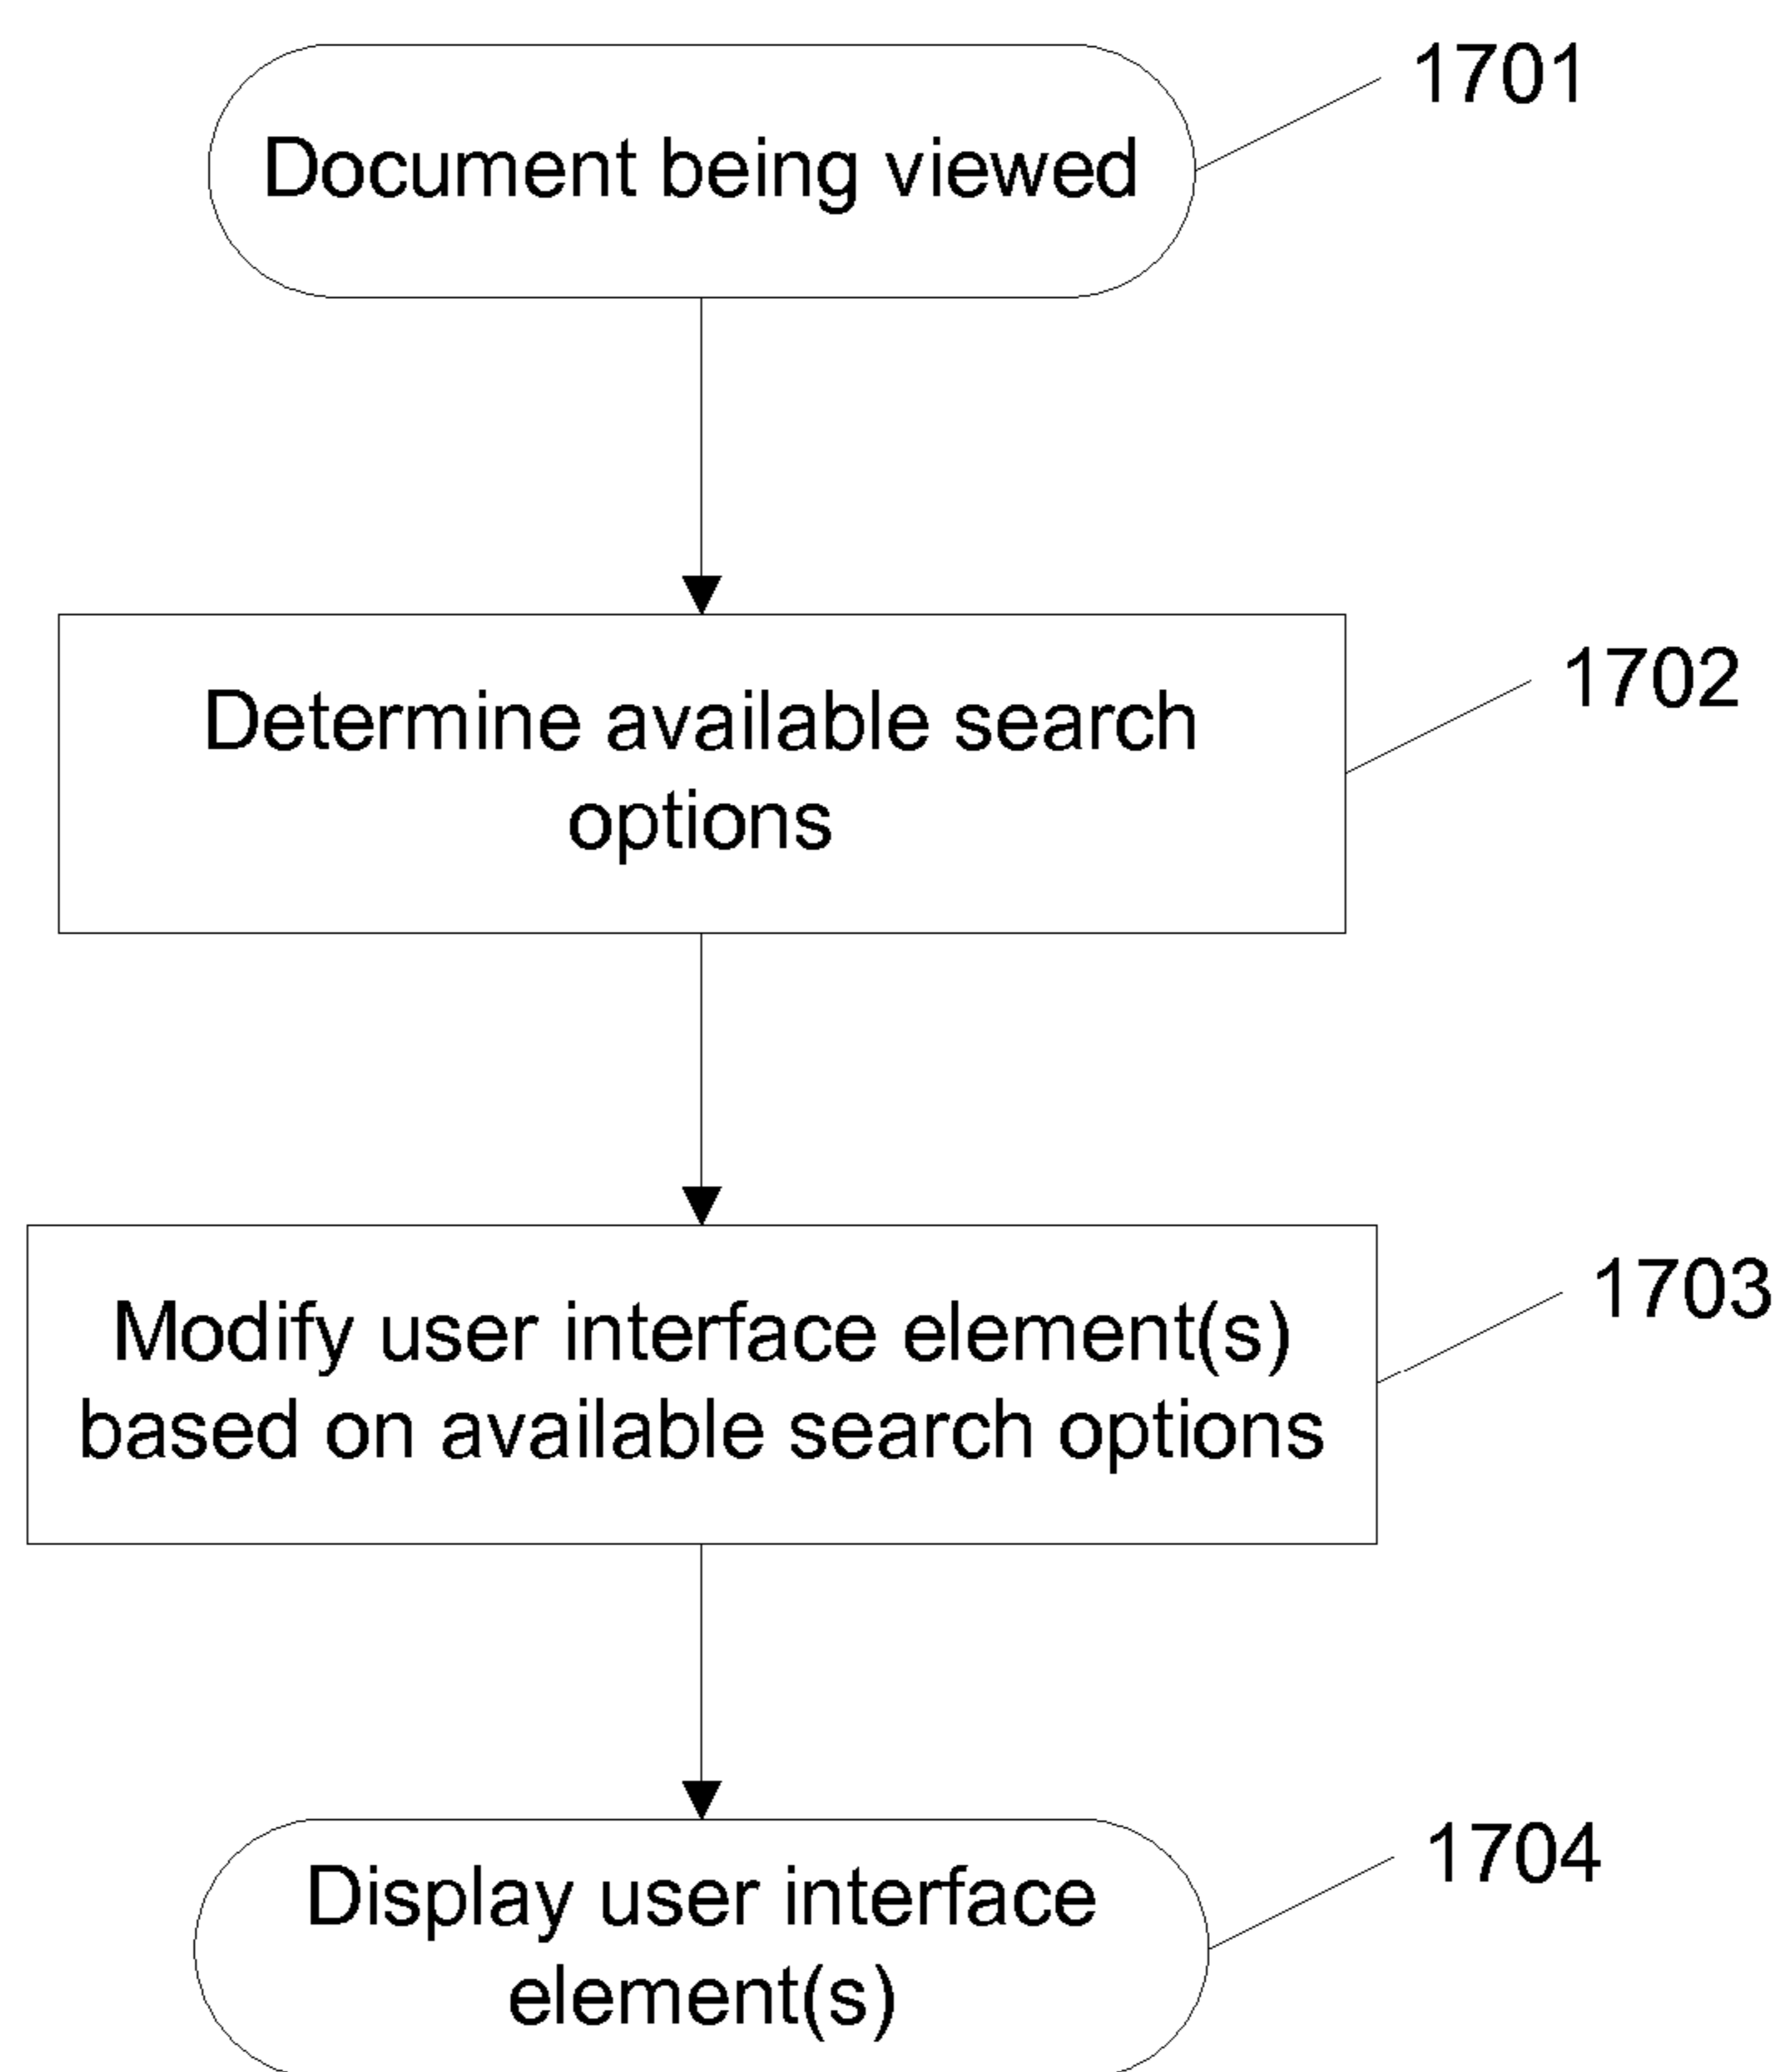 Document being viewed
1701
Determine available search
options
1702
Modify user interface element(s)
based on available search options
1703
Display user interface
element(s)
1704